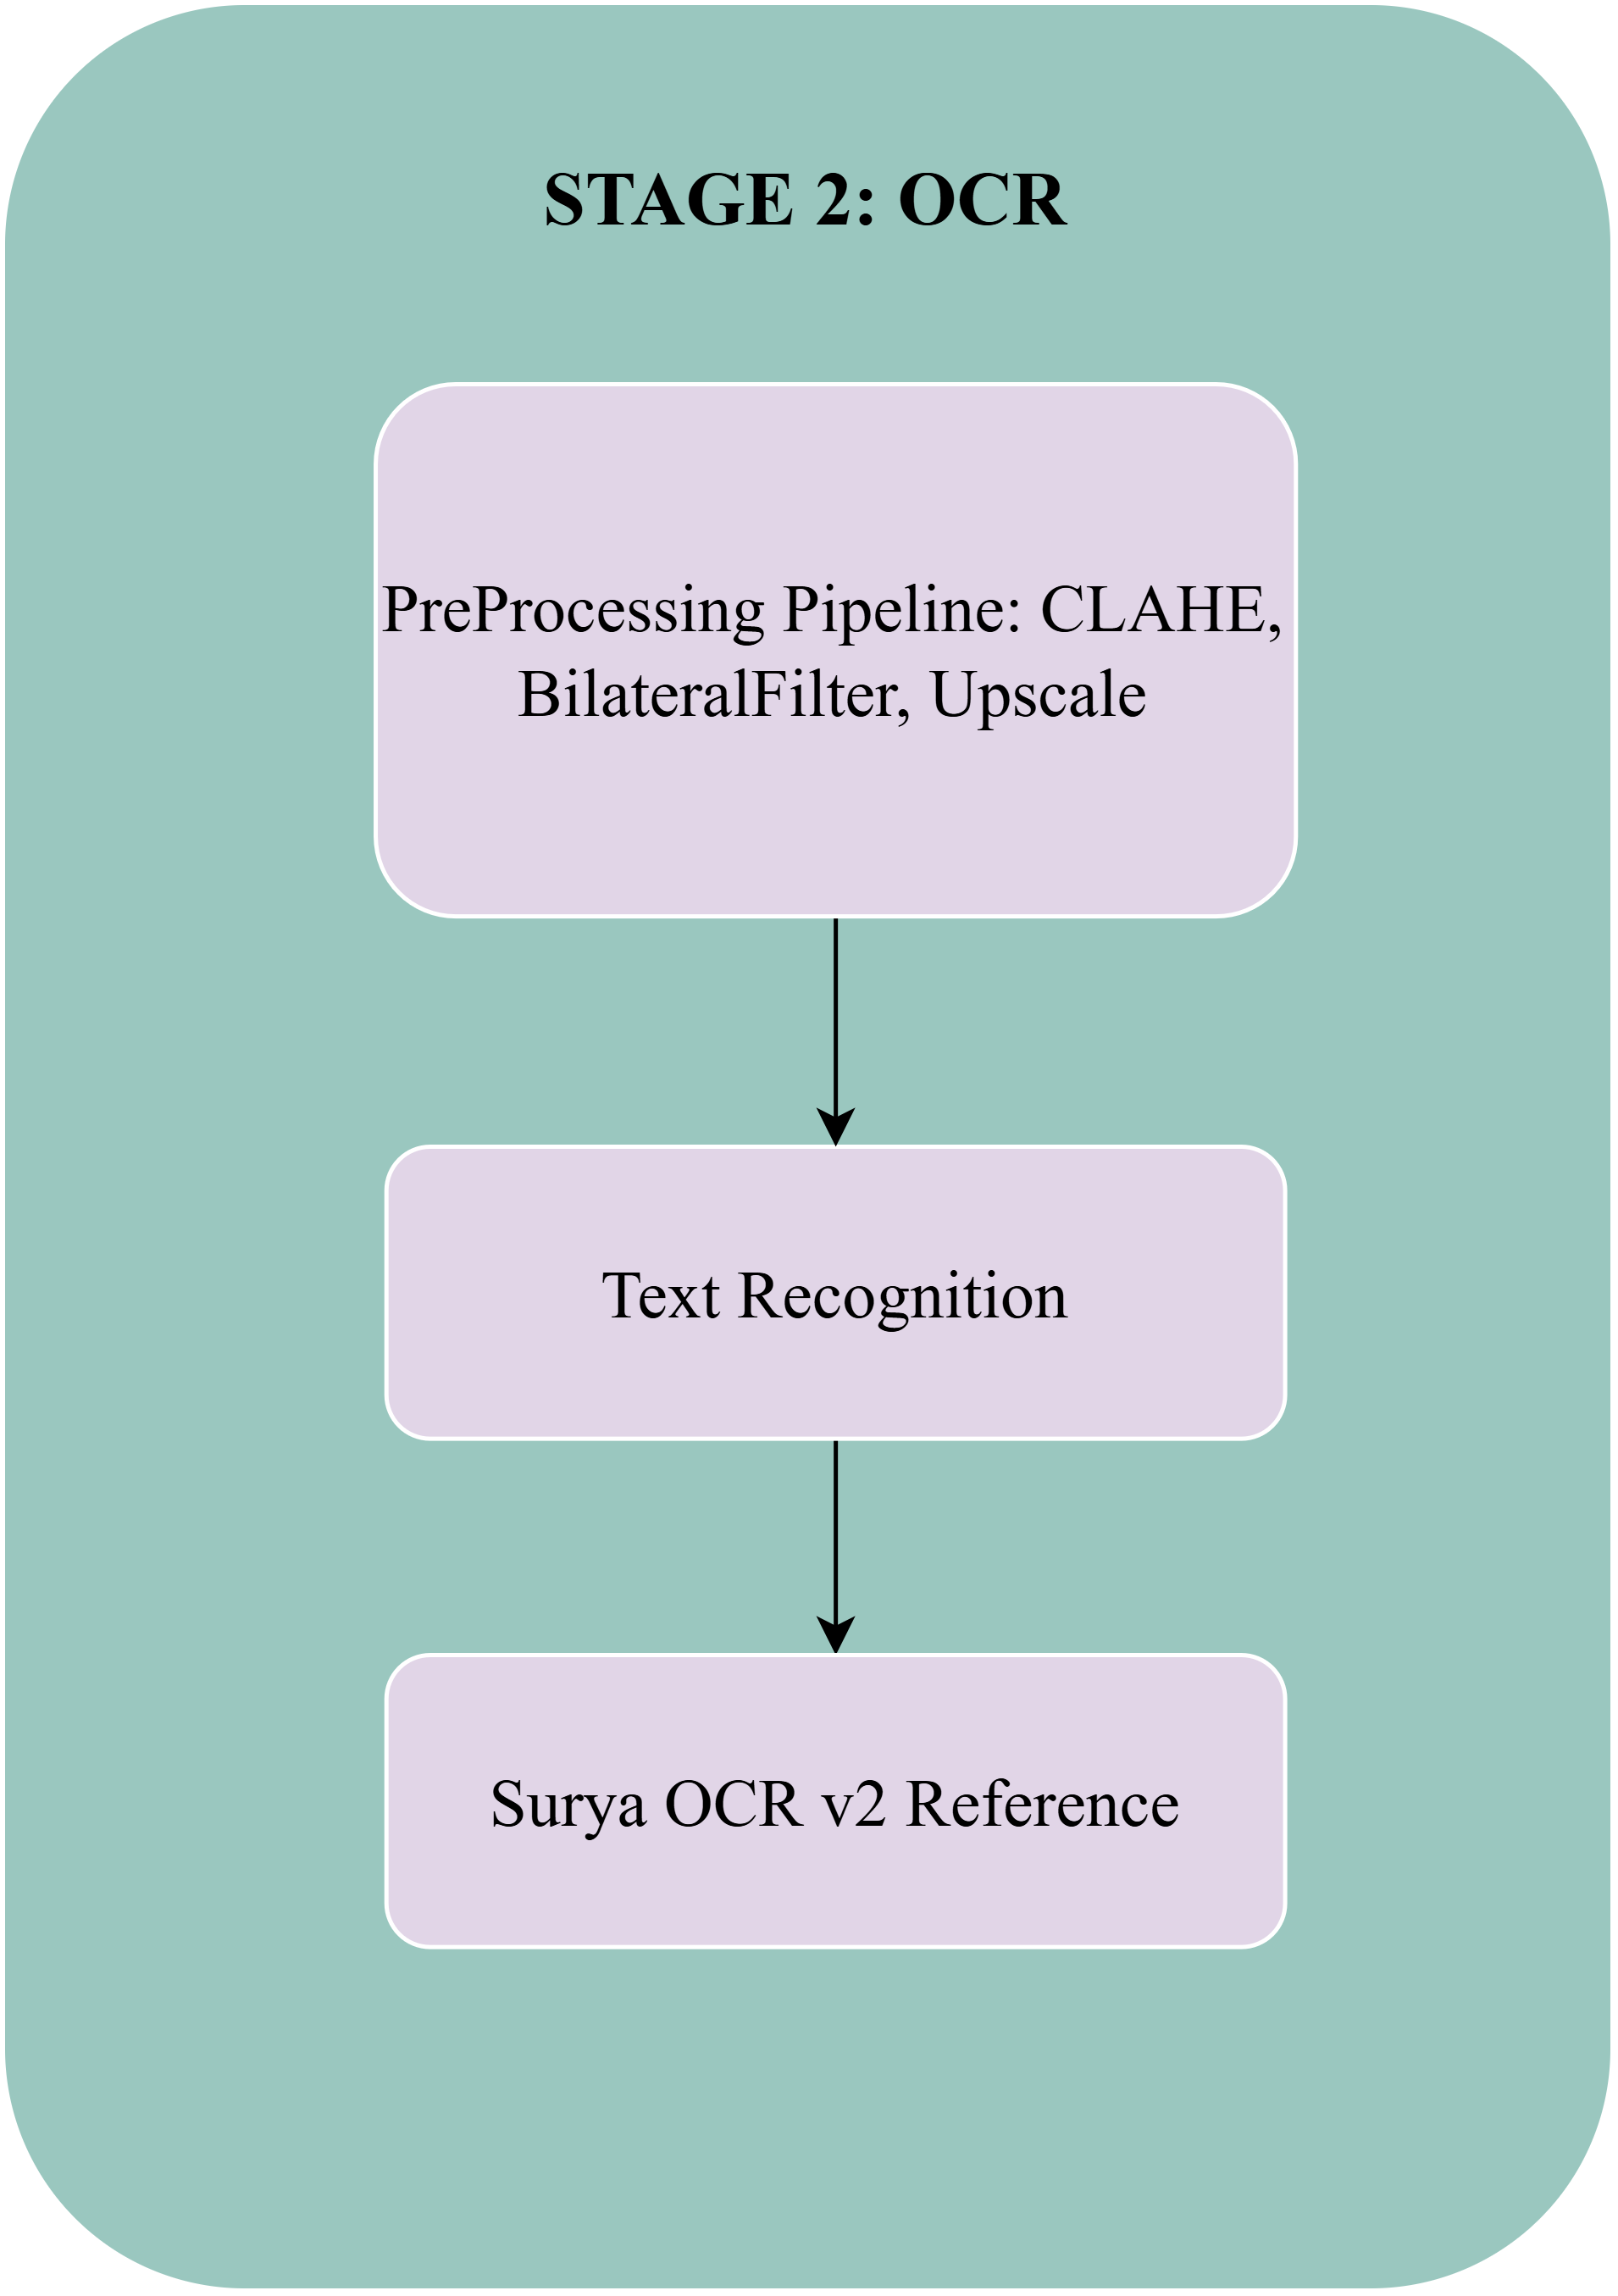 STAGE 2: OCR
PreProcessing Pipeline: CLAHE,
BilateralFilter, Upscale
Text Recognition
Surya OCR v2 Reference